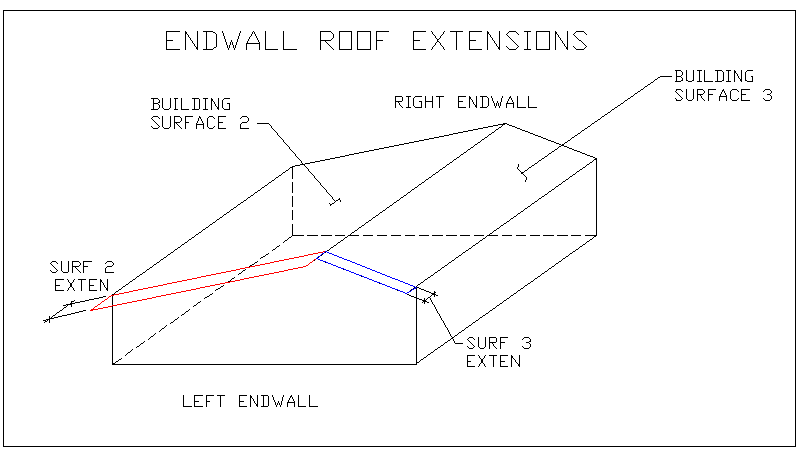 ENDWALL ROOF EXTENSIONS
BUILDING
SURFACE 2
RIGHT ENDWALL
BUILDING
SURFACE 3
SURF 2
EXTEN
SURF 3
EXTEN
LEFT ENDWALL